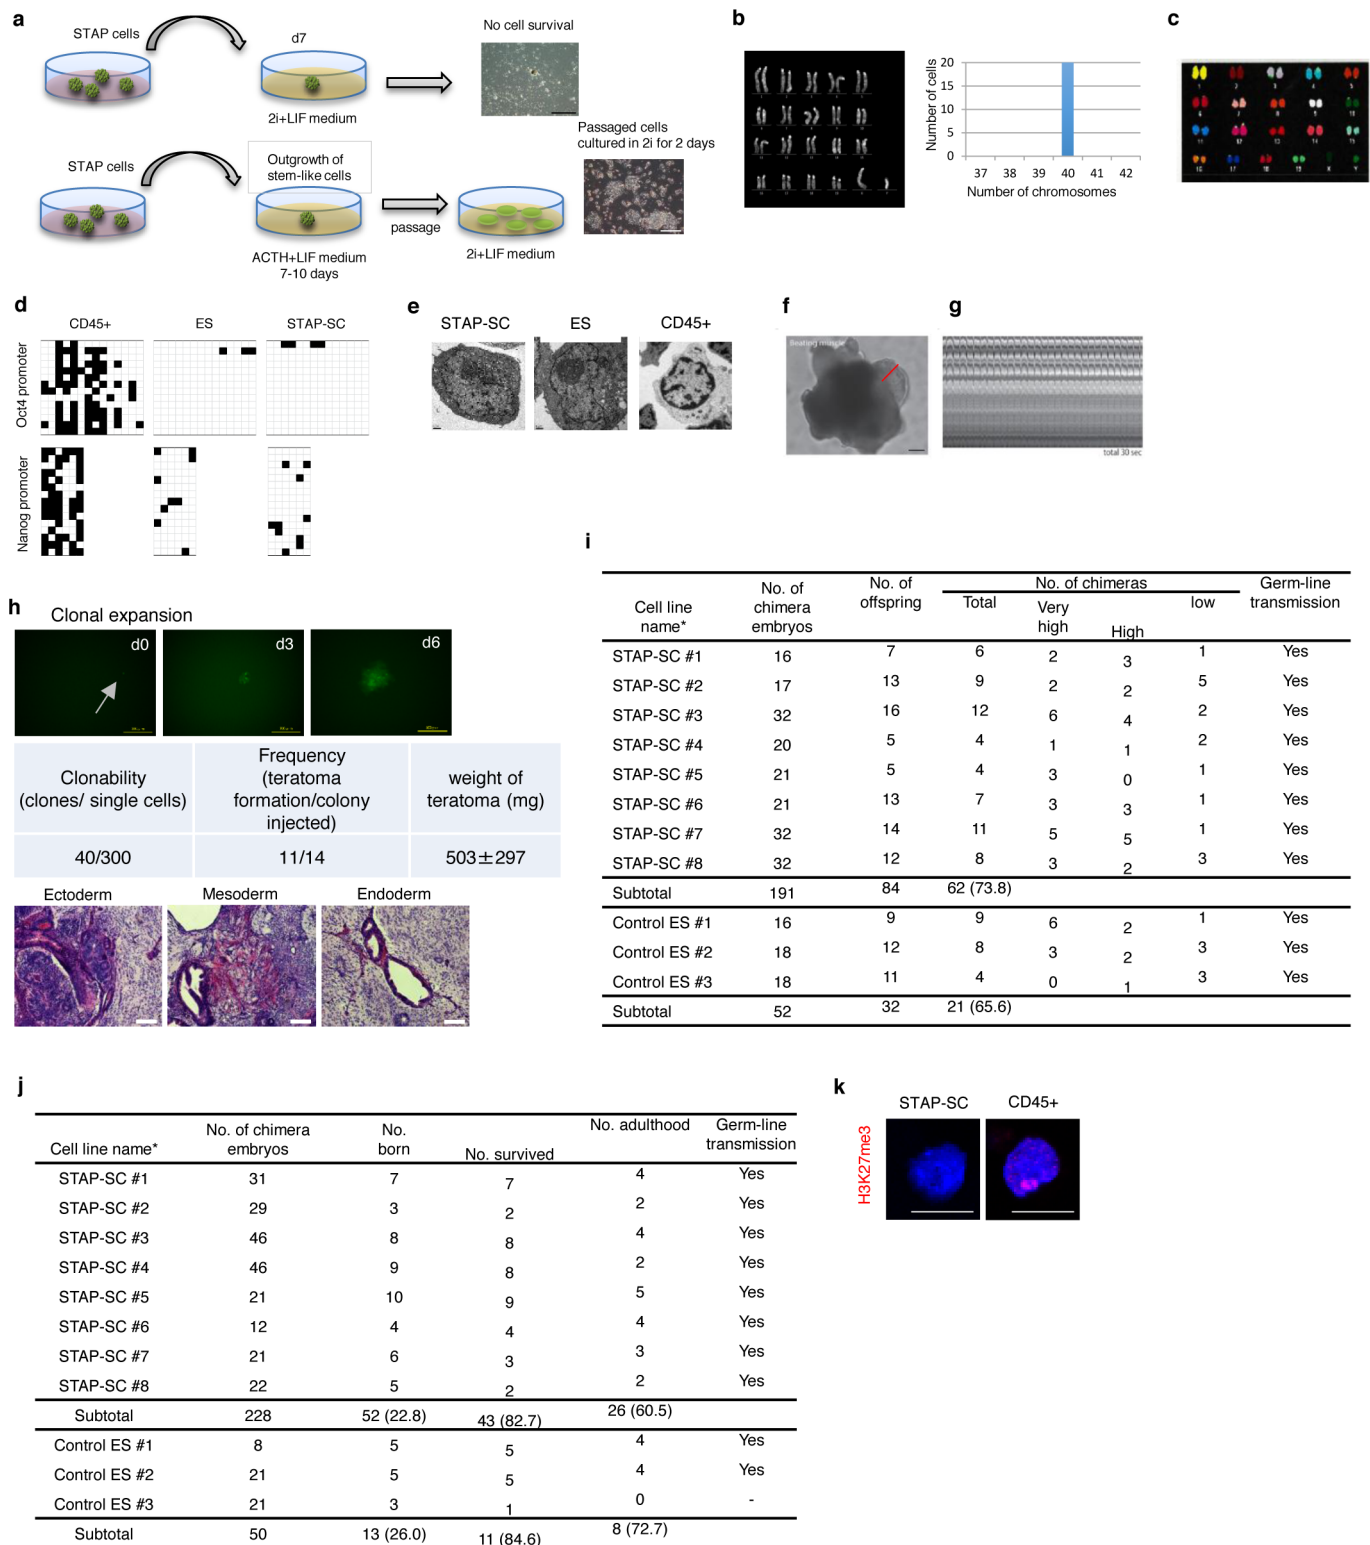 a
STAP cells
d7
2i+LIF medium
No cell survival
STAP cells
Outgrowth of
stem-like cells
ACTH+LIF medium
7-10 days
passage
2i+LIF medium
Passaged cells
cultured in 2i for 2 days
b
Number of cells
20
15
10
5
0
37 38 39 40 41 42
Number of chromosomes
c
d
CD45+ ES STAP-SC
Oct4 promoter
Nanog promoter
e
STAP-SC ES CD45+
f
Beating muscle
g
total 30 sec
h
Clonal expansion
d0 d3 d6
Clonability
(clones/ single cells)
Frequency
(teratoma
formation/colony
injected)
weight of
teratoma (mg)
40/300 11/14 503±297
Ectoderm Mesoderm Endoderm
i
Cell line
name*
No. of
chimera
embryos
No. of
offspring
No. of chimeras
Total
Very
high
High
low
Germ-line
transmission
STAP-SC #1 16 7 6 2 3 1 Yes
STAP-SC #2 17 13 9 2 2 5 Yes
STAP-SC #3 32 16 12 6 4 2 Yes
STAP-SC #4 20 5 4 1 1 2 Yes
STAP-SC #5 21 5 4 3 0 1 Yes
STAP-SC #6 21 13 7 3 3 1 Yes
STAP-SC #7 32 14 11 5 5 1 Yes
STAP-SC #8 32 12 8 3 2 3 Yes
Subtotal 191 84 62 (73.8)
Control ES #1 16 9 9 6 2 1 Yes
Control ES #2 18 12 8 3 2 3 Yes
Control ES #3 18 11 4 0 1 3 Yes
Subtotal 52 32 21 (65.6)
j
Cell line name*
No. of chimera
embryos
No.
born
No. survived
No. adulthood
Germ-line
transmission
STAP-SC #1 31 7 7 4 Yes
STAP-SC #2 29 3 2 2 Yes
STAP-SC #3 46 8 8 4 Yes
STAP-SC #4 46 9 8 2 Yes
STAP-SC #5 21 10 9 5 Yes
STAP-SC #6 12 4 4 4 Yes
STAP-SC #7 21 6 3 3 Yes
STAP-SC #8 22 5 2 2 Yes
Subtotal 228 52 (22.8) 43 (82.7) 26 (60.5)
Control ES #1 8 5 5 4 Yes
Control ES #2 21 5 5 4 Yes
Control ES #3 21 3 1 0 -
Subtotal 50 13 (26.0) 11 (84.6) 8 (72.7)
k
STAP-SC CD45+
H3K27me3